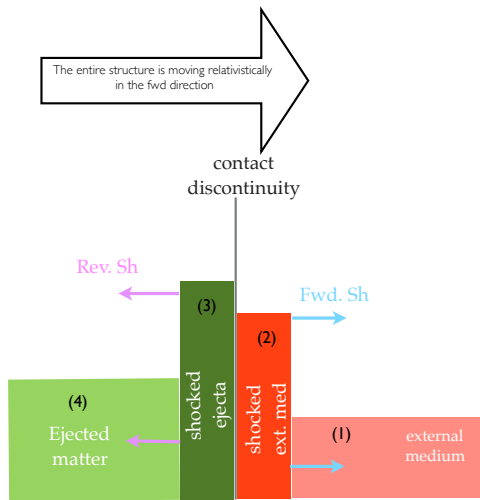 The entire structure is moving relativistically
in the fwd direction
contact
discontinuity
Rev. Sh
Fwd. Sh
(3)
(2)
(4)
(1)
shocked
ejecta
shocked
ext. med
Ejected
matter
external
medium